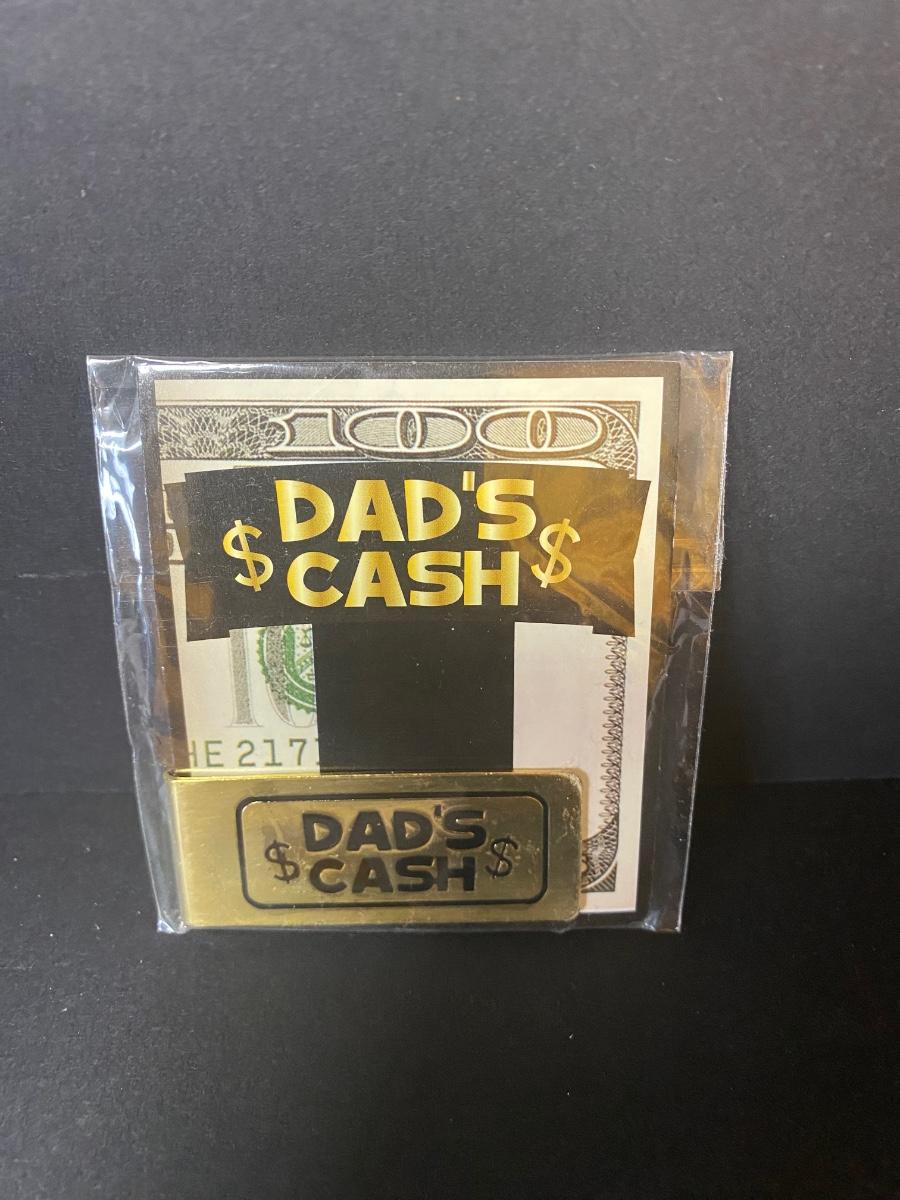 100
DAD'S
$ CASH $
HE 217
DAD'S
$ CASH $